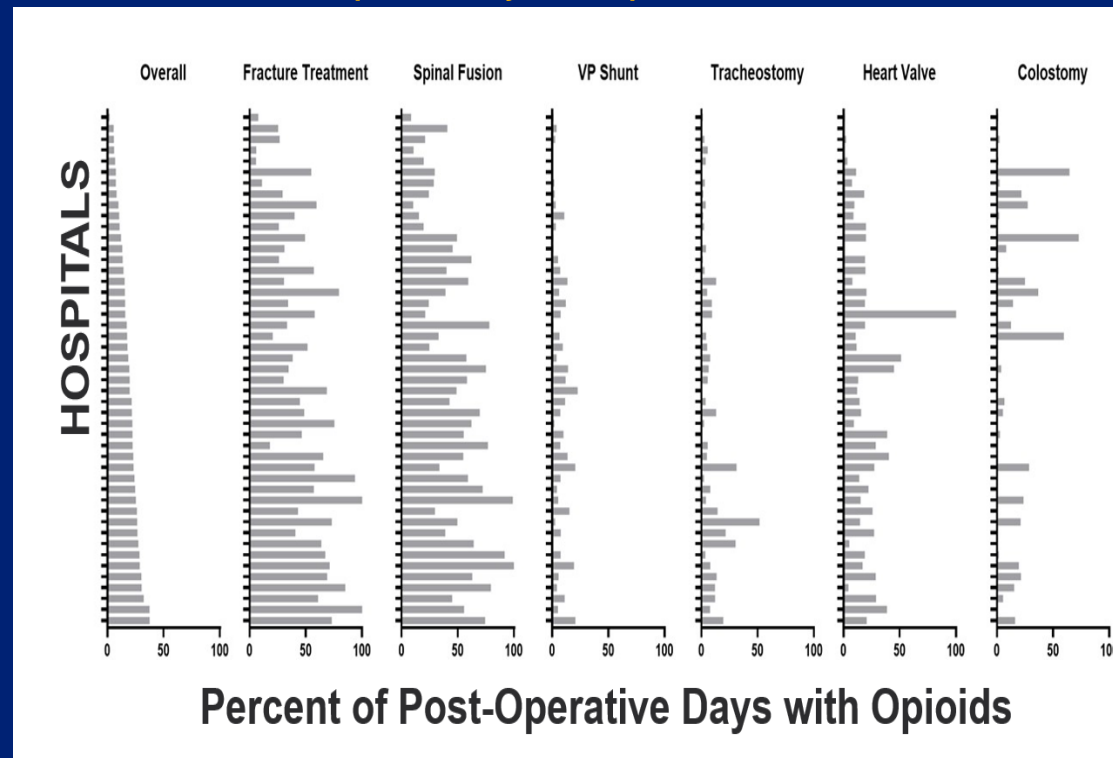 Overall Fracture Treatment Spinal Fusion VP Shunt Tracheostomy Heart Valve Colostomy
HOSPITALS
0 50 100 0 50 100 0 50 100 0 50 100 0 50 100 0 50 100 0 50 100
Percent of Post-Operative Days with Opioids